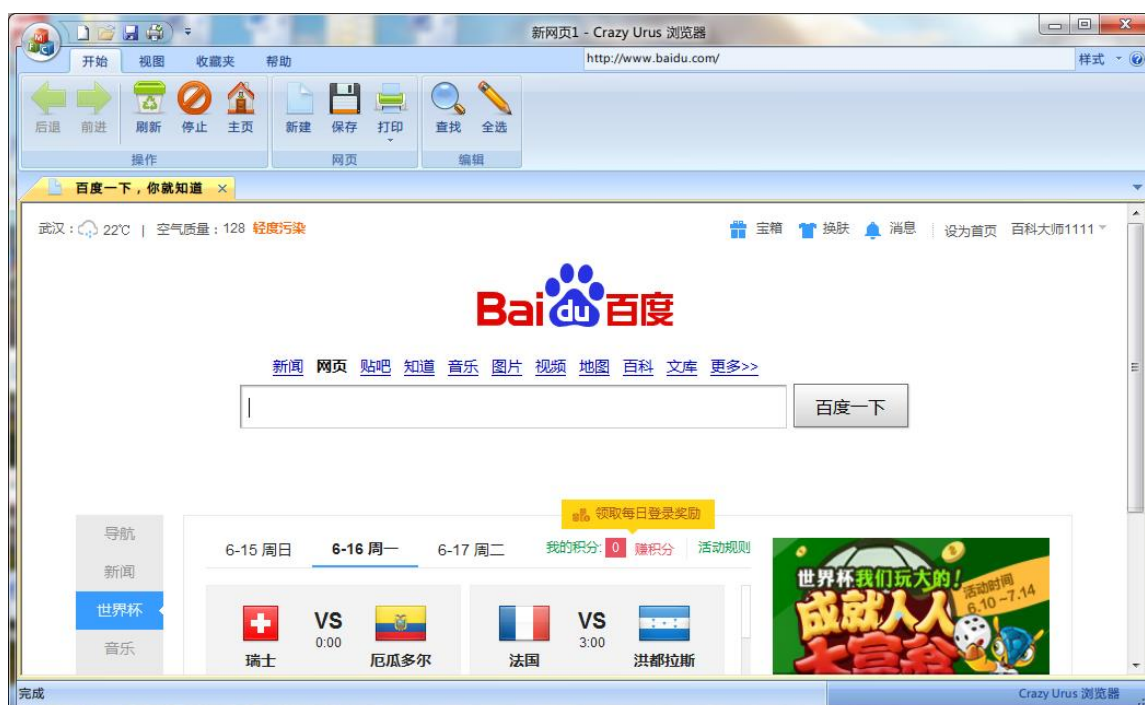 新网页1 - Crazy Urus 浏览器
开始 视图 收藏夹 帮助 http://www.baidu.com/ 样式
后退 前进 刷新 停止 主页 新建 保存 打印 查找 全选
操作 网页 编辑
百度一下，你就知道
武汉： 22℃ | 空气质量：128 轻度污染 宝箱 换肤 消息 设为首页 百科大师1111
Bai du 百度
新闻 网页 贴吧 知道 音乐 图片 视频 地图 百科 文库 更多>>
百度一下
领取每日登录奖励
导航 6-15 周日 6-16 周一 6-17 周二 我的积分: 0 赚积分 活动规则
新闻
世界杯
音乐
VS VS
0:00 3:00
瑞士 厄瓜多尔 法国 洪都拉斯
世界杯我们玩大的!
活动时间
6.10-7.14
成就人人
大富翁
完成 Crazy Urus 浏览器